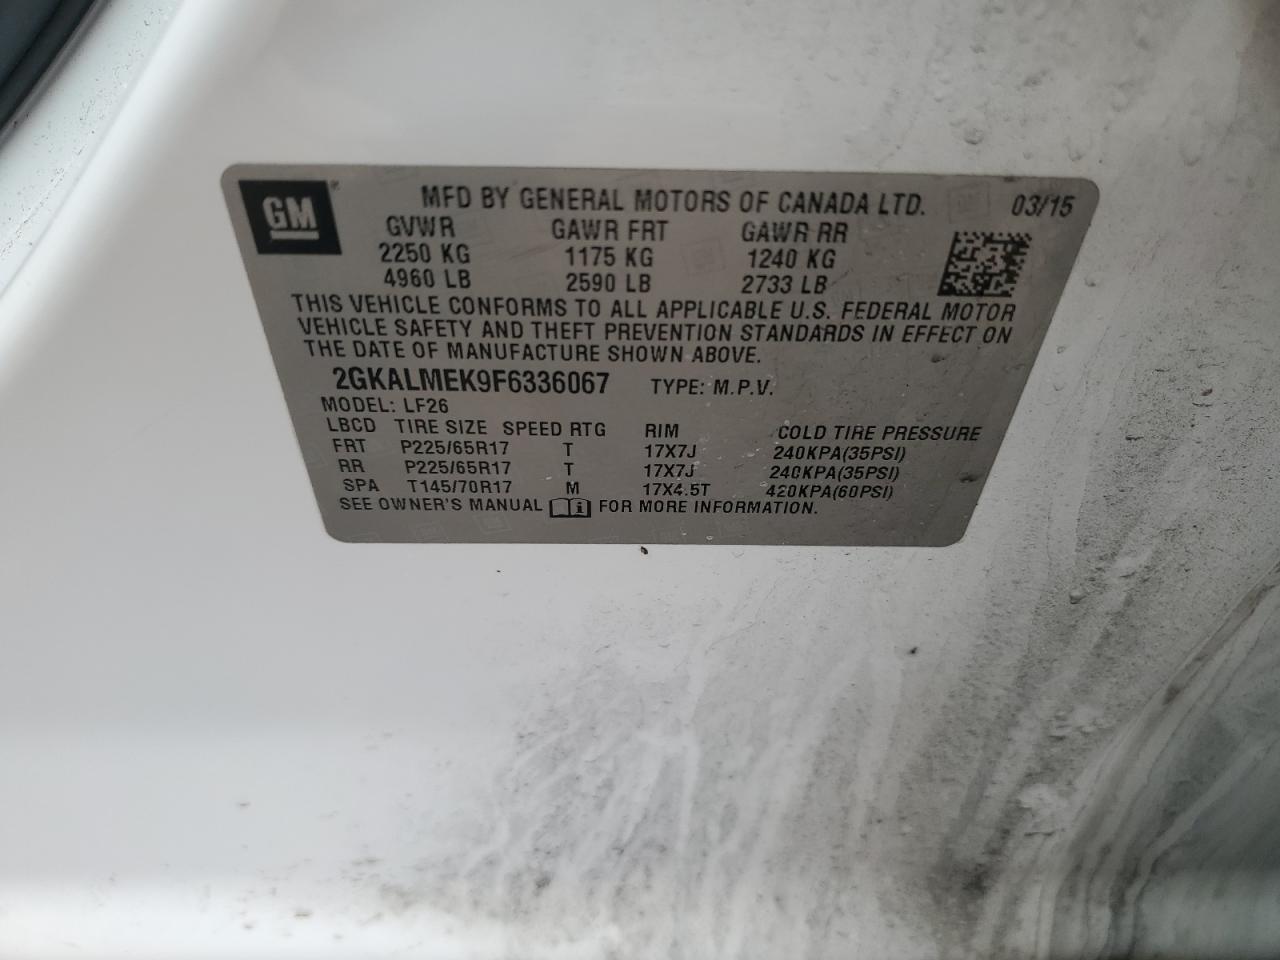 GM ® MFD BY GENERAL MOTORS OF CANADA LTD. 03/15
GVWR GAWR FRT GAWR RR
2250 KG 1175 KG 1240 KG
4960 LB 2590 LB 2733 LB
THIS VEHICLE CONFORMS TO ALL APPLICABLE U.S. FEDERAL MOTOR
VEHICLE SAFETY AND THEFT PREVENTION STANDARDS IN EFFECT ON
THE DATE OF MANUFACTURE SHOWN ABOVE.
2GKALMEK9F6336067 TYPE: M.P.V.
MODEL: LF26
LBCD TIRE SIZE SPEED RTG RIM COLD TIRE PRESSURE
FRT P225/65R17 T 17X7J 240KPA(35PSI)
RR P225/65R17 T 17X7J 240KPA(35PSI)
SPA T145/70R17 M 17X4.5T 420KPA(60PSI)
SEE OWNER'S MANUAL i FOR MORE INFORMATION.